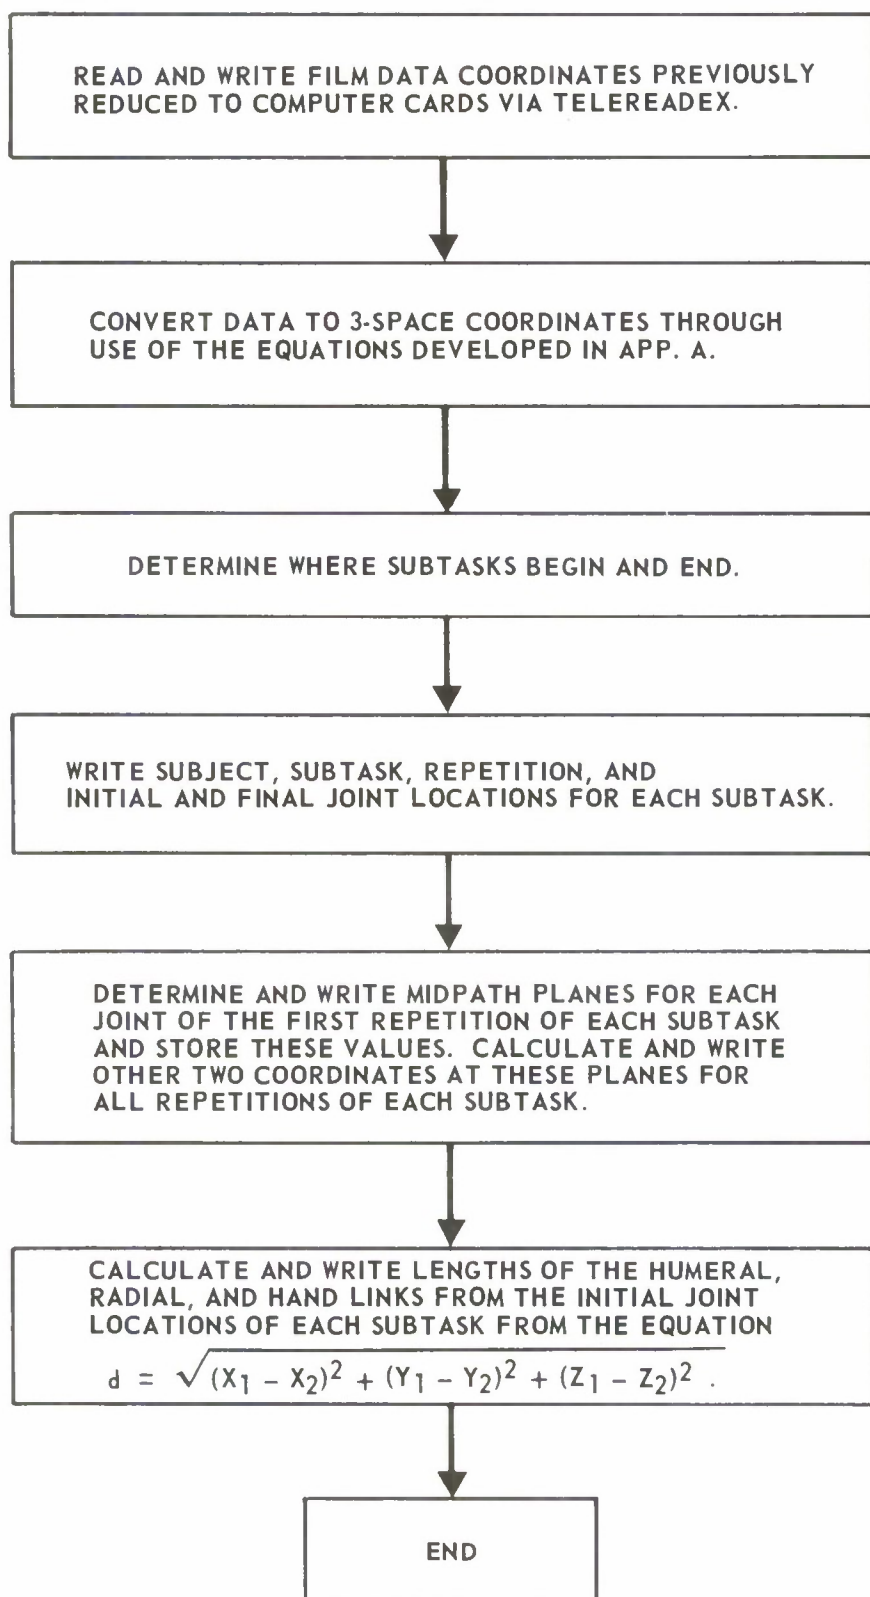 READ AND WRITE FILM DATA COORDINATES PREVIOUSLY
REDUCED TO COMPUTER CARDS VIA TELEREADEX.
CONVERT DATA TO 3-SPACE COORDINATES THROUGH
USE OF THE EQUATIONS DEVELOPED IN APP. A.
DETERMINE WHERE SUBTASKS BEGIN AND END.
WRITE SUBJECT, SUBTASK, REPETITION, AND
INITIAL AND FINAL JOINT LOCATIONS FOR EACH SUBTASK.
DETERMINE AND WRITE MIDPATH PLANES FOR EACH
JOINT OF THE FIRST REPETITION OF EACH SUBTASK
AND STORE THESE VALUES. CALCULATE AND WRITE
OTHER TWO COORDINATES AT THESE PLANES FOR
ALL REPETITIONS OF EACH SUBTASK.
CALCULATE AND WRITE LENGTHS OF THE HUMERAL,
RADIAL, AND HAND LINKS FROM THE INITIAL JOINT
LOCATIONS OF EACH SUBTASK FROM THE EQUATION
d = √(X₁ – X₂)² + (Y₁ – Y₂)² + (Z₁ – Z₂)² .
END